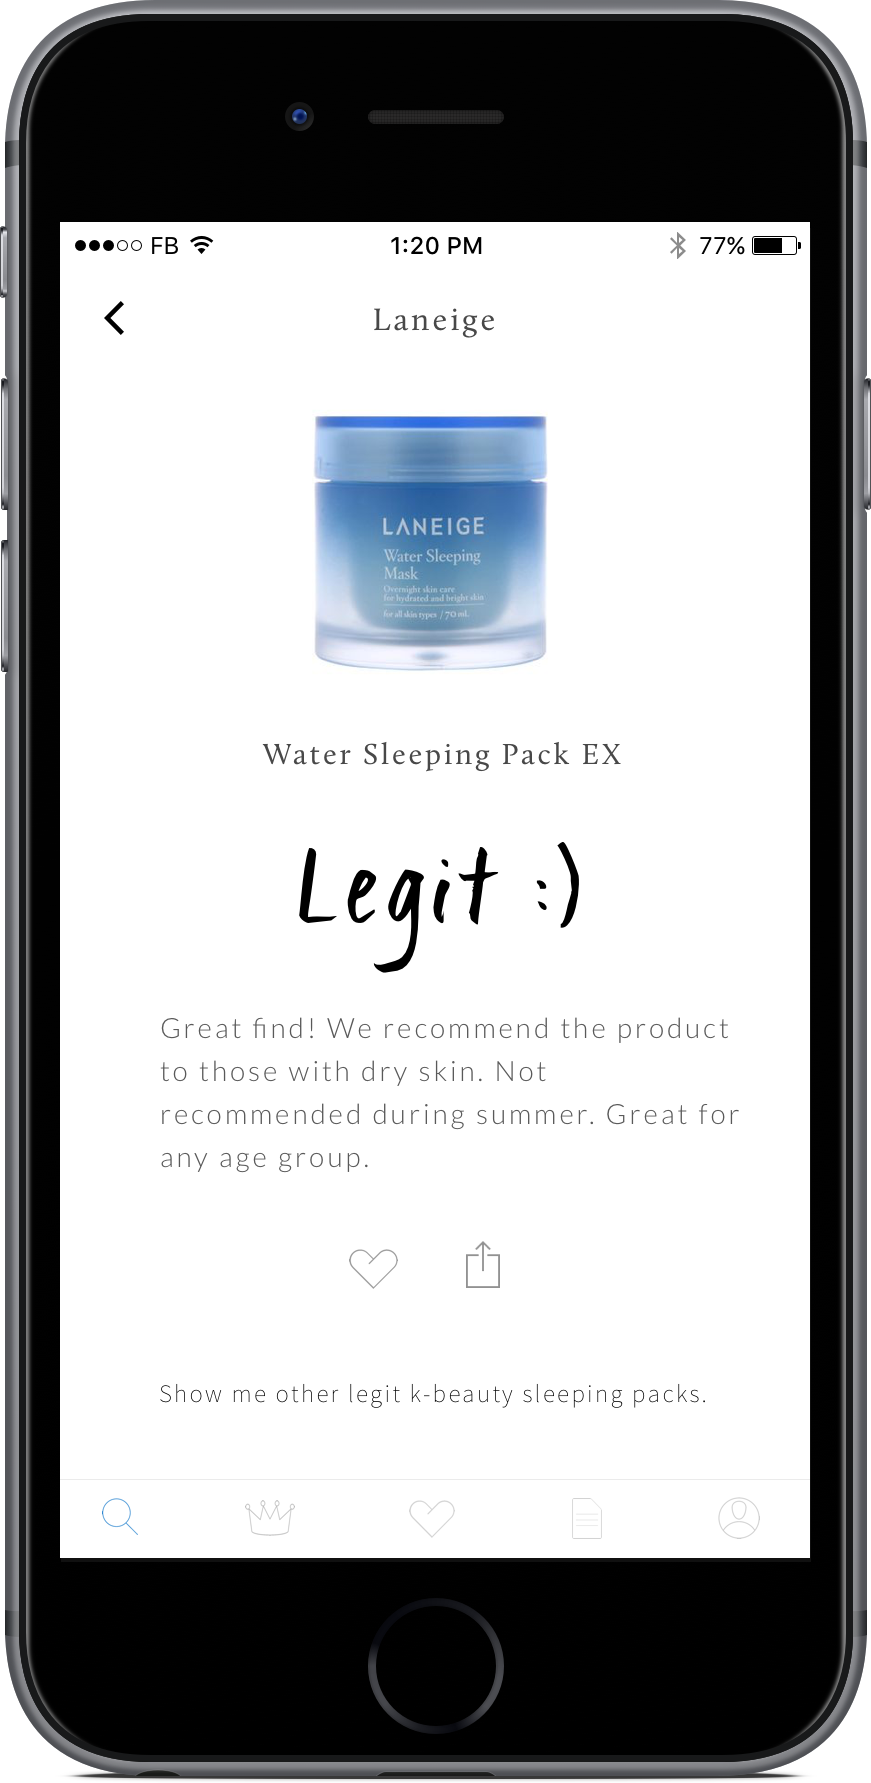 FB 1:20 PM 77%
Laneige
LANEIGE
Water Sleeping
Mask
Overnight skin care
for hydrated and bright skin
for all skin types / 70 mL
Water Sleeping Pack EX
Legit :)
Great find! We recommend the product
to those with dry skin. Not
recommended during summer. Great for
any age group.
Show me other legit k-beauty sleeping packs.